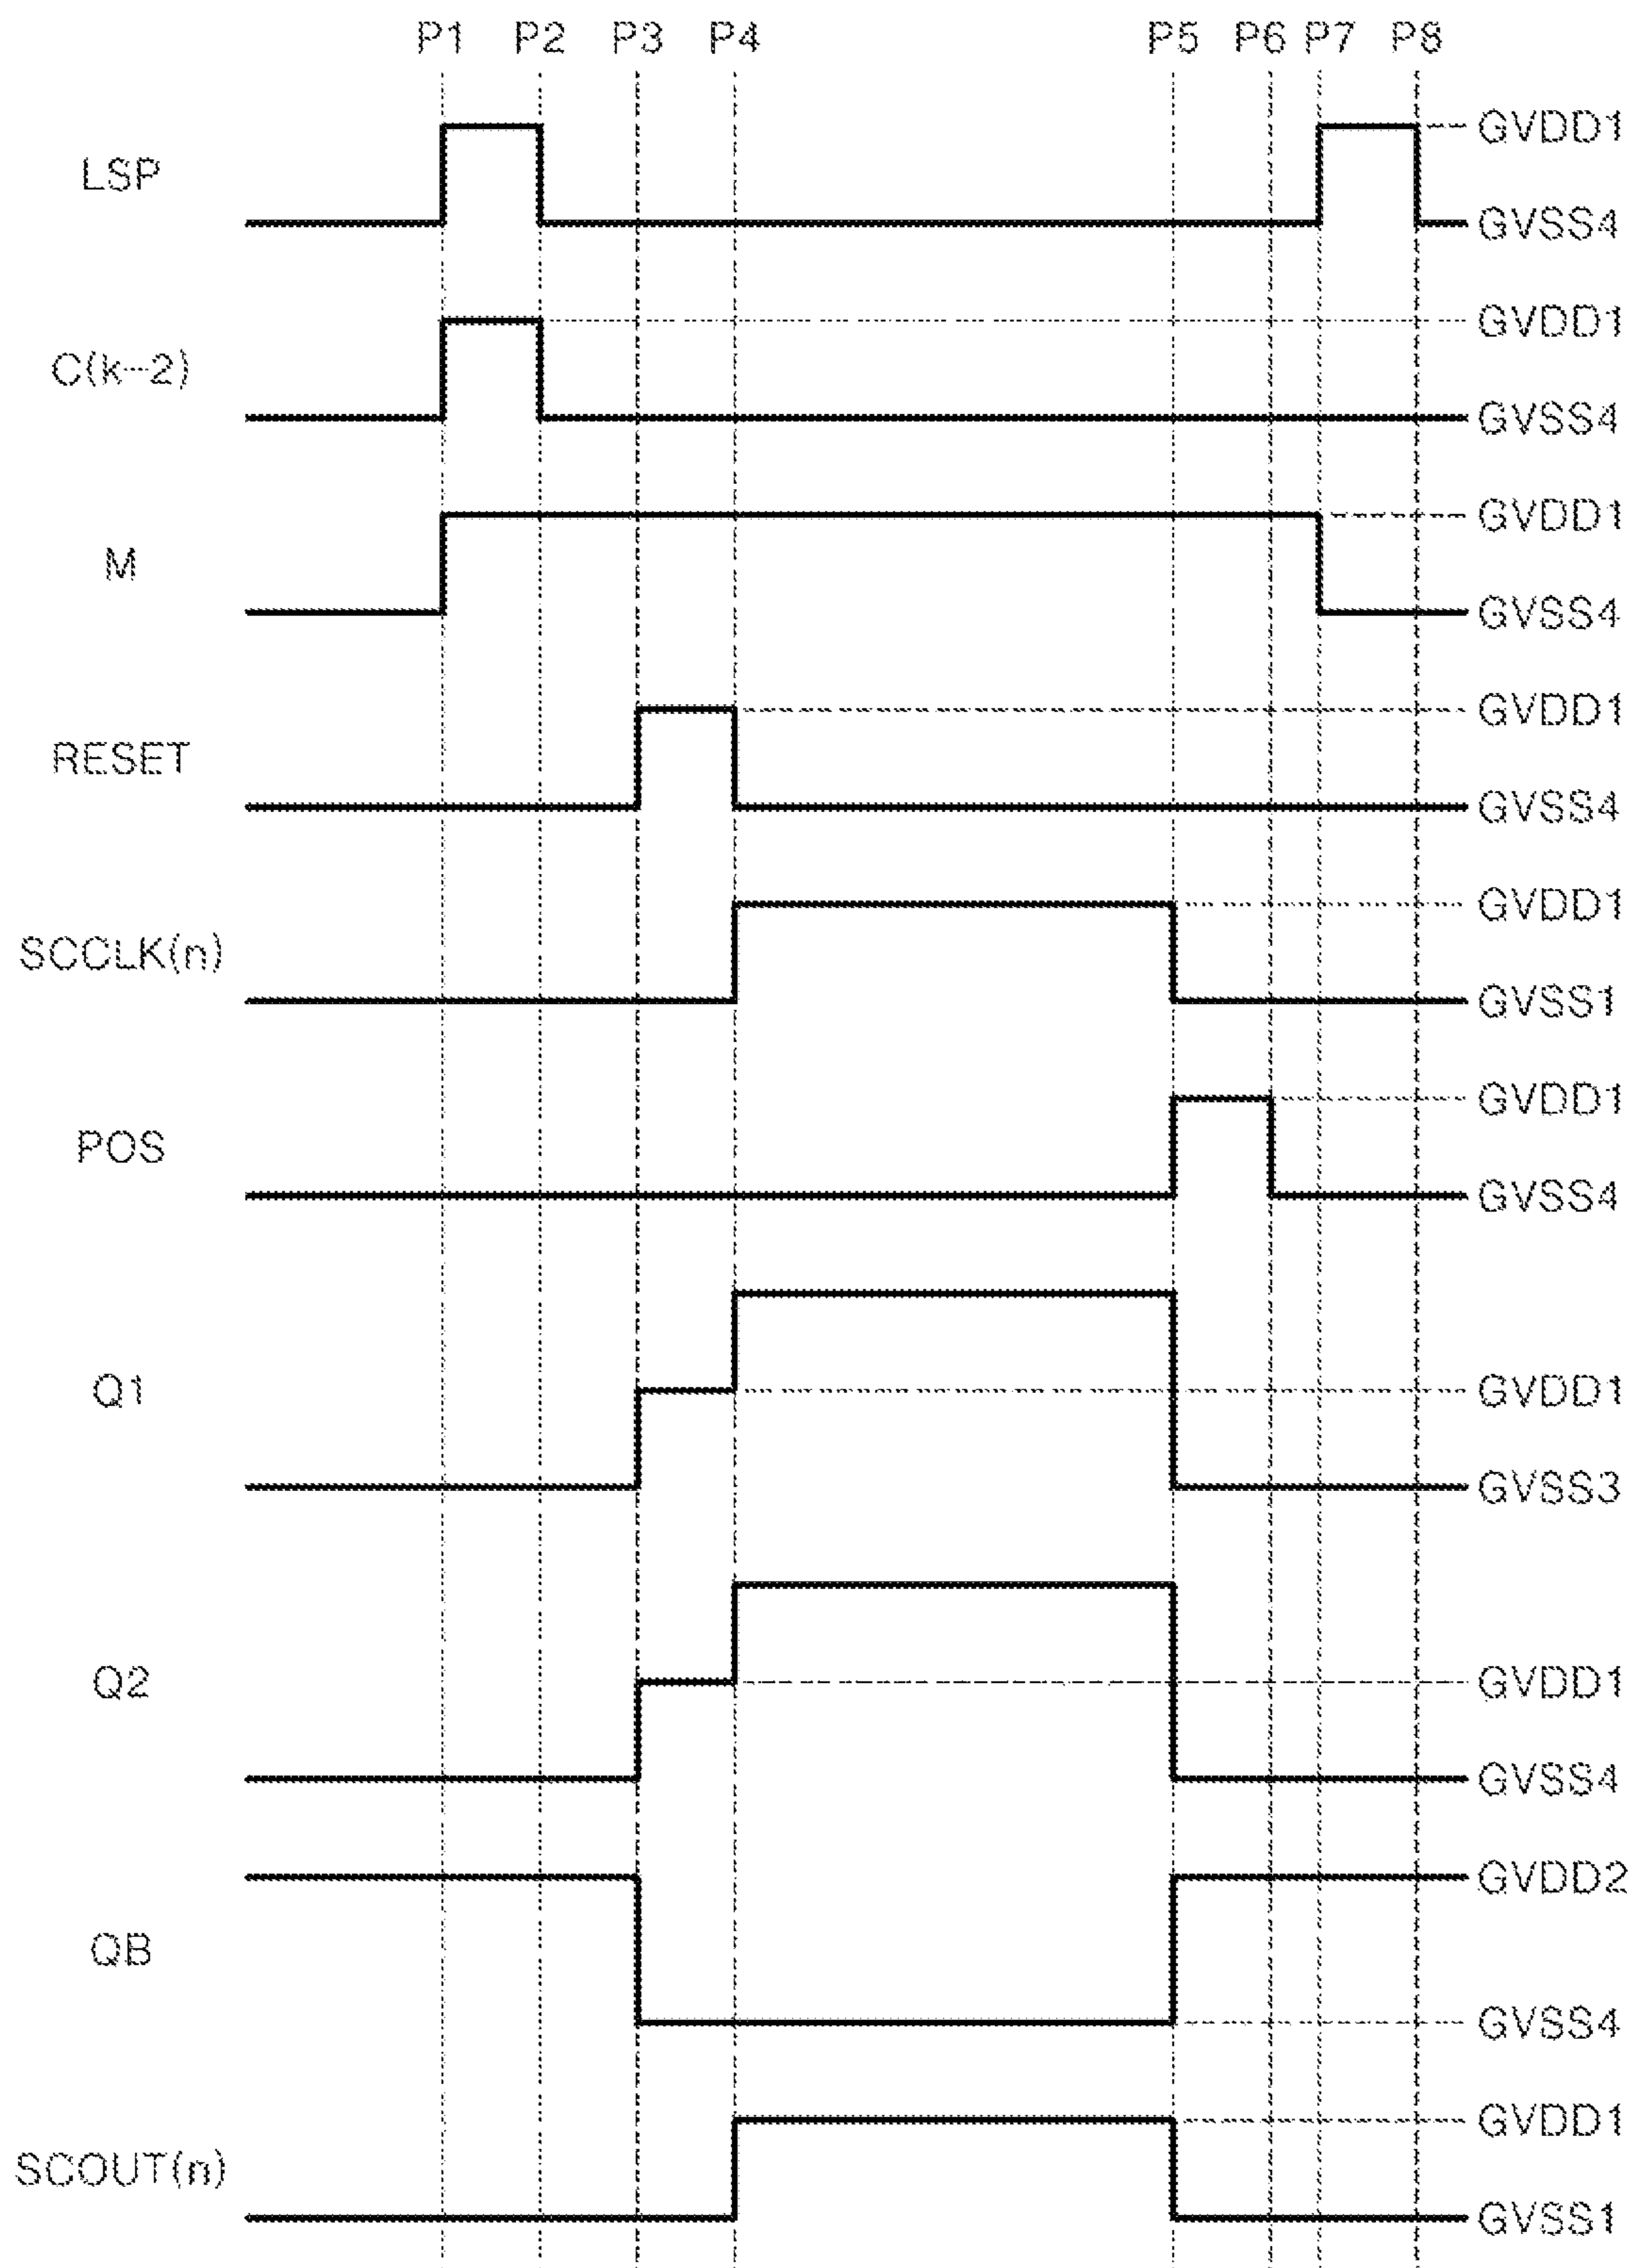 P1 P2 P3 P4 P5 P6 P7 P8
GVDD1
LSP
GVSS4
GVDD1
C(k-2)
GVSS4
GVDD1
M
GVSS4
GVDD1
RESET
GVSS4
GVDD1
SCCLK(n)
GVSS1
GVDD1
POS
GVSS4
Q1
GVDD1
GVSS3
Q2
GVDD1
GVSS4
GVDD2
QB
GVSS4
GVDD1
SCOUT(n)
GVSS1